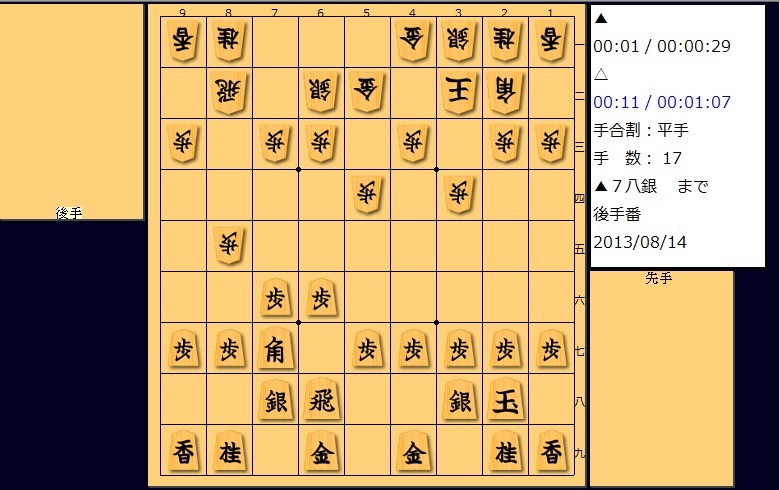 9 8 7 6 5 4 3 2 1
香 桂 金 銀 桂 香 一
飛 銀 金 王 角 二
歩 歩 歩 歩 歩 歩 三
歩 歩 四
歩 五
歩 歩 六
歩 歩 角 歩 歩 歩 歩 歩 七
銀 飛 銀 玉 八
香 桂 金 金 桂 香 九
後手
▲
00:01 / 00:00:29
△
00:11 / 00:01:07
手合割：平手
手　数： 17
▲７八銀　まで
後手番
2013/08/14
先手